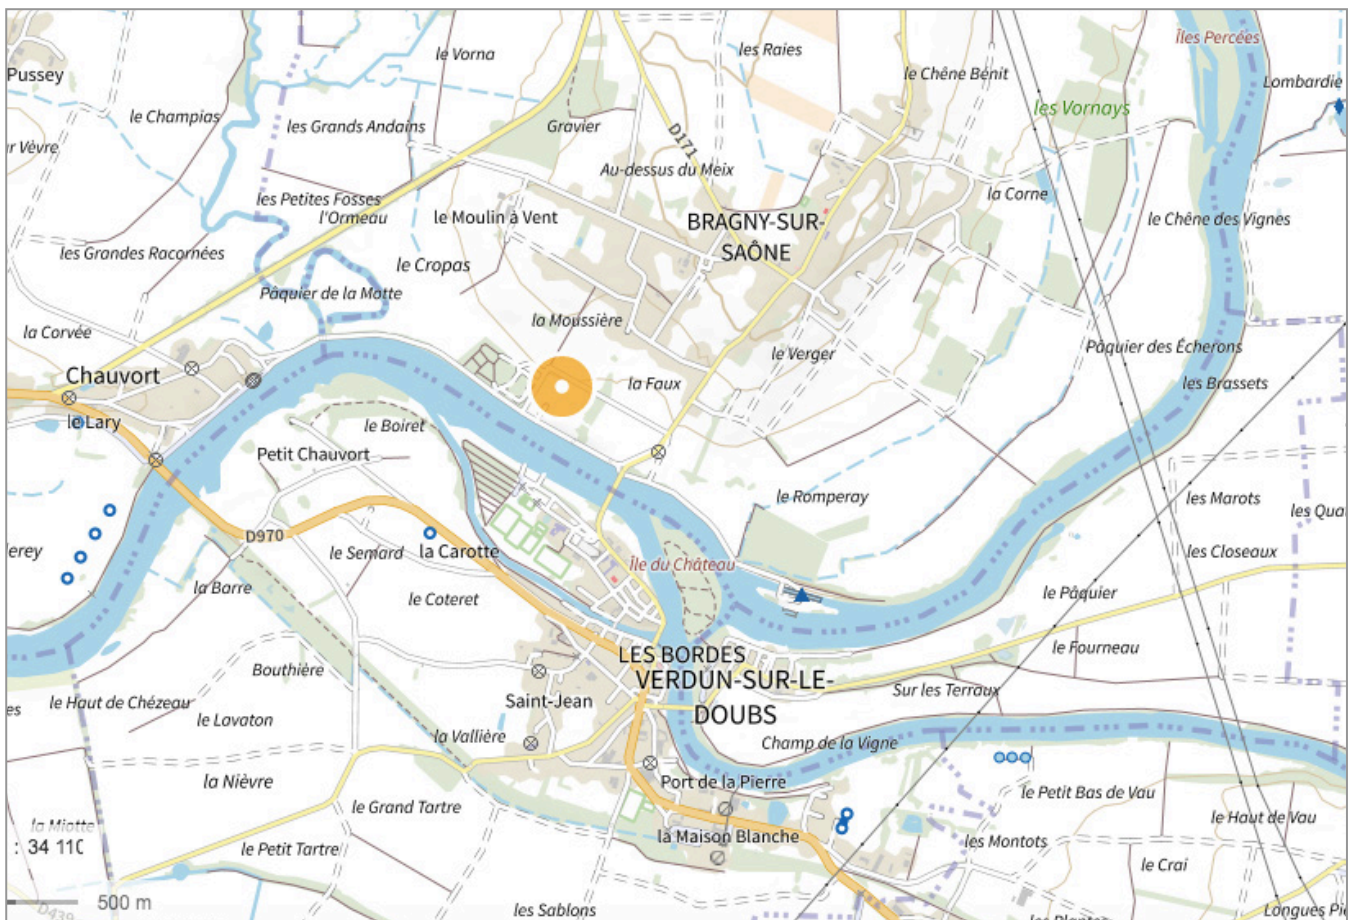 Îles Percées
le Vorna
les Raies
Pussey
le Chêne Bénit
Lombardie
les Vornays
le Champias
les Grands Andains
Gravier
D171
r Vèvre
Au-dessus du Meix
la Corne
les Petites Fosses
l'Ormeau
le Moulin à Vent
BRAGNY-SUR-
SAÔNE
le Chêne des Vignes
les Grandes Racornées
le Cropas
Pâquier de la Motte
la Corvée
la Moussière
le Verger
Pâquier des Écherons
Chauvort
la Faux
les Brassets
le Lary
le Boiret
Petit Chauvort
le Romperay
les Marots
les Qua
D970
lerey
le Semard
la Carotte
Île du Château
les Closeaux
la Barre
le Coteret
le Pâquier
LES BORDES
le Fourneau
Bouthière
VERDUN-SUR-LE-
DOUBS
Sur les Terraux
es
le Haut de Chézeau
Saint-Jean
le Lavaton
la Vallière
Champ de la Vigne
la Nièvre
Port de la Pierre
le Petit Bas de Vau
le Grand Tartre
le Haut de Vau
la Miotte
la Maison Blanche
les Montots
: 34 110
le Petit Tartre
le Crai
500 m
D439
les Sablons
les Plantes
Longues Pi